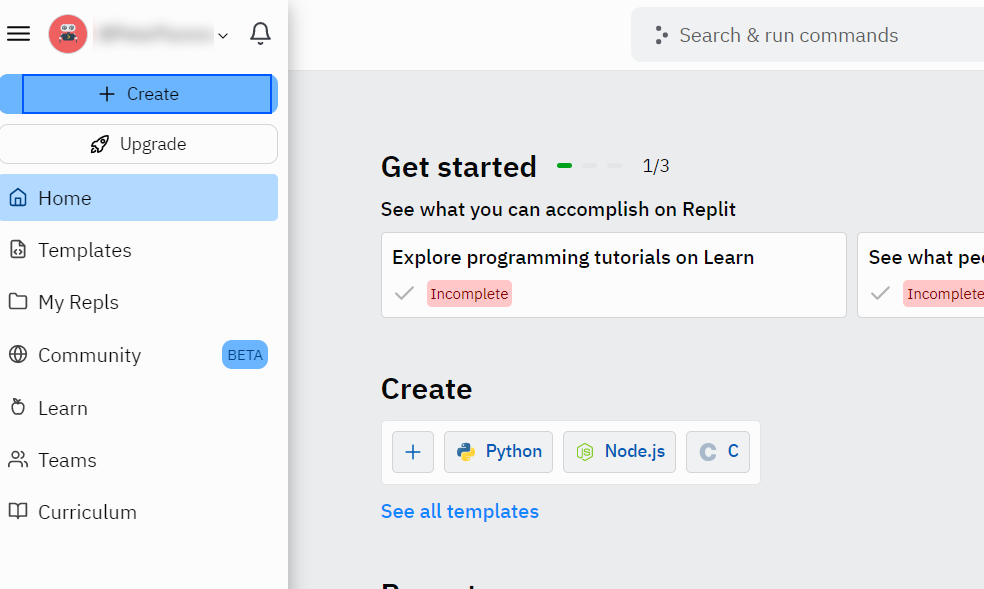 Search & run commands
+ Create
Upgrade
Home
Templates
My Repls
Community BETA
Learn
Teams
Curriculum
Get started 1/3
See what you can accomplish on Replit
Explore programming tutorials on Learn
Incomplete
See what
Incomplete
Create
+ Python Node.js C
See all templates